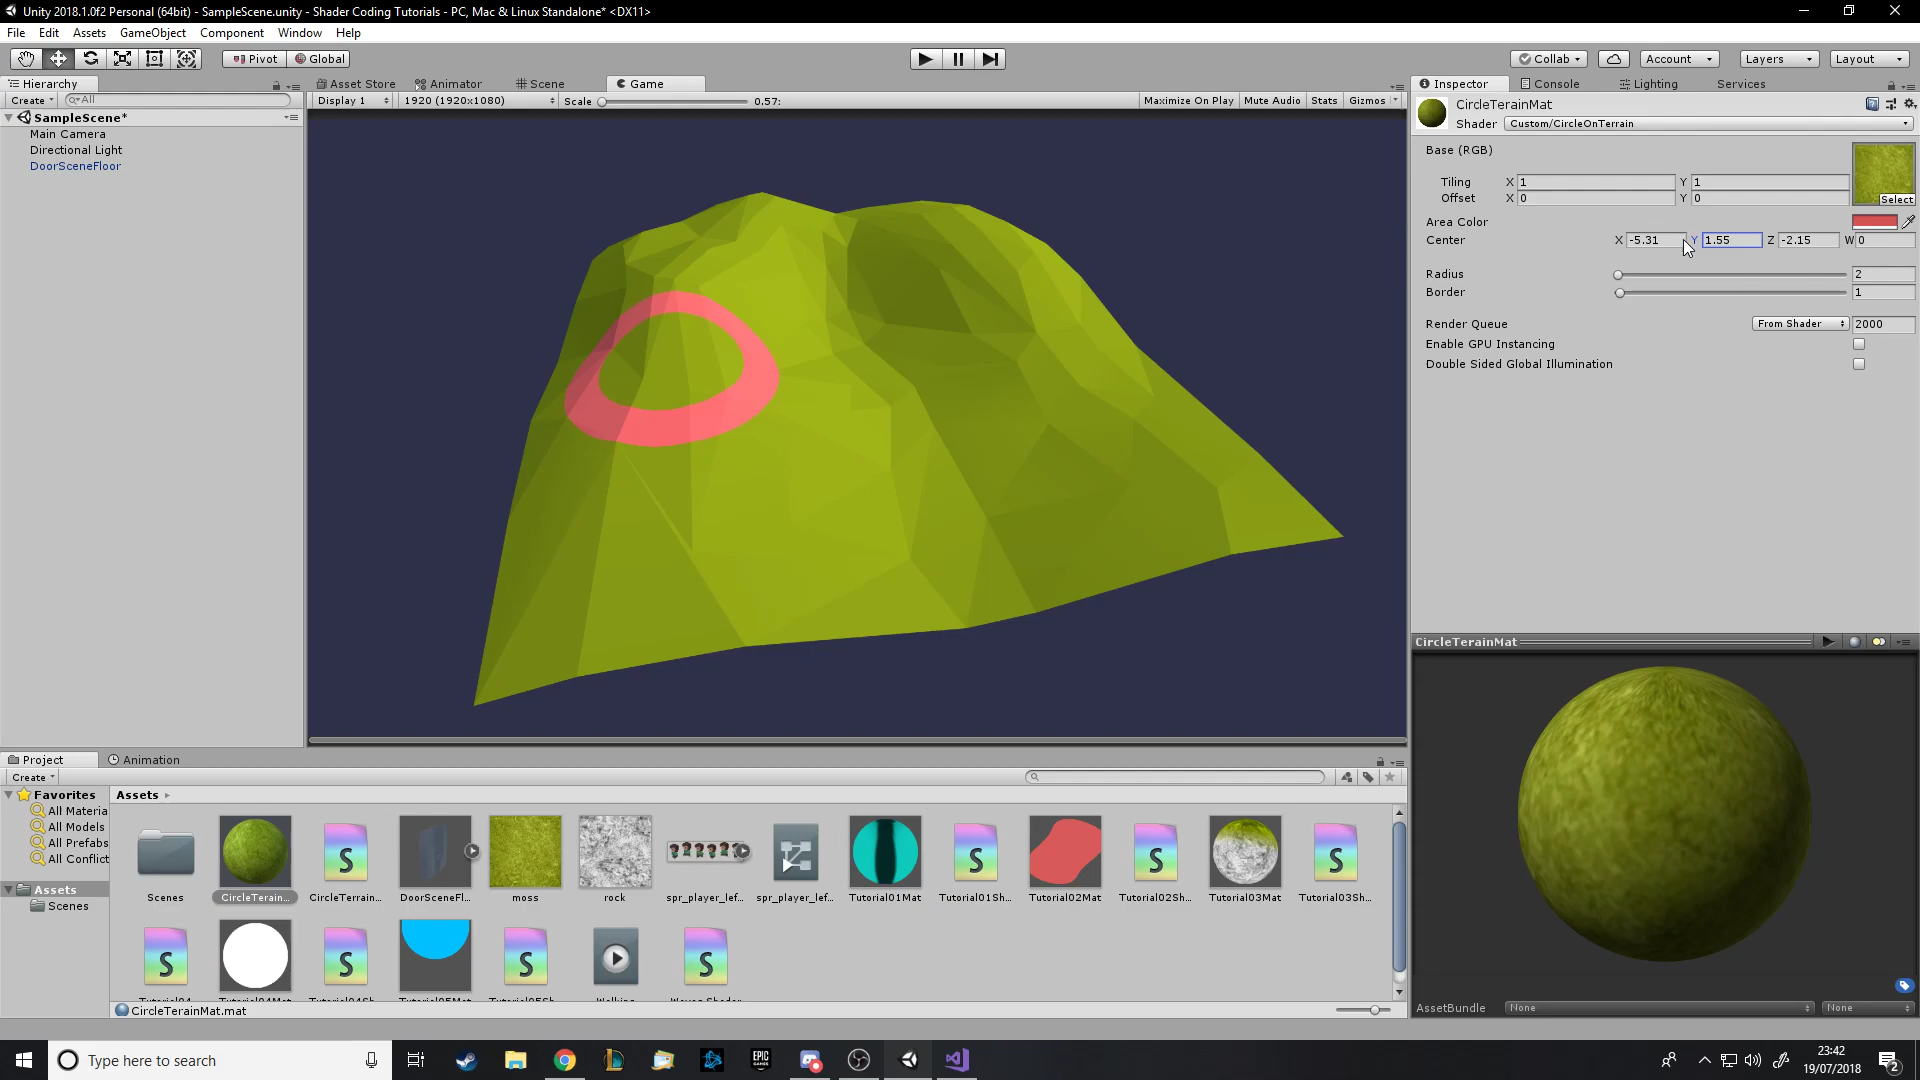 Unity 2018.1.0f2 Personal (64bit) - SampleScene.unity - Shader Coding Tutorials - PC, Mac & Linux Standalone* <DX11>
File Edit Assets GameObject Component Window Help
Pivot Global Collab Account Layers Layout
Hierarchy Asset Store Animator Scene Game Inspector Console Lighting Services
Create All Display 1 1920 (1920x1080) Scale 0.57: Maximize On Play Mute Audio Stats Gizmos
SampleScene*
Main Camera
Directional Light
DoorSceneFloor
CircleTerainMat
Shader Custom/CircleOnTerrain
Base (RGB)
Tiling X 1 Y 1
Offset X 0 Y 0
Select
Area Color
Center X -5.31 Y 1.55 Z -2.15 W 0
Radius 2
Border 1
Render Queue From Shader 2000
Enable GPU Instancing
Double Sided Global Illumination
CircleTerainMat
Project Animation
Create
Favorites
All Materia
All Models
All Prefabs
All Conflict
Assets
Scenes
Assets
Scenes CircleTerrain... CircleTerrain... DoorSceneFl... moss rock spr_player_lef... spr_player_lef... Tutorial01Mat Tutorial01Sh... Tutorial02Mat Tutorial02Sh... Tutorial03Mat Tutorial03Sh...
S S S S S S S
CircleTerainMat.mat
AssetBundle None None
Type here to search
EPIC GAMES
23:42
19/07/2018
2